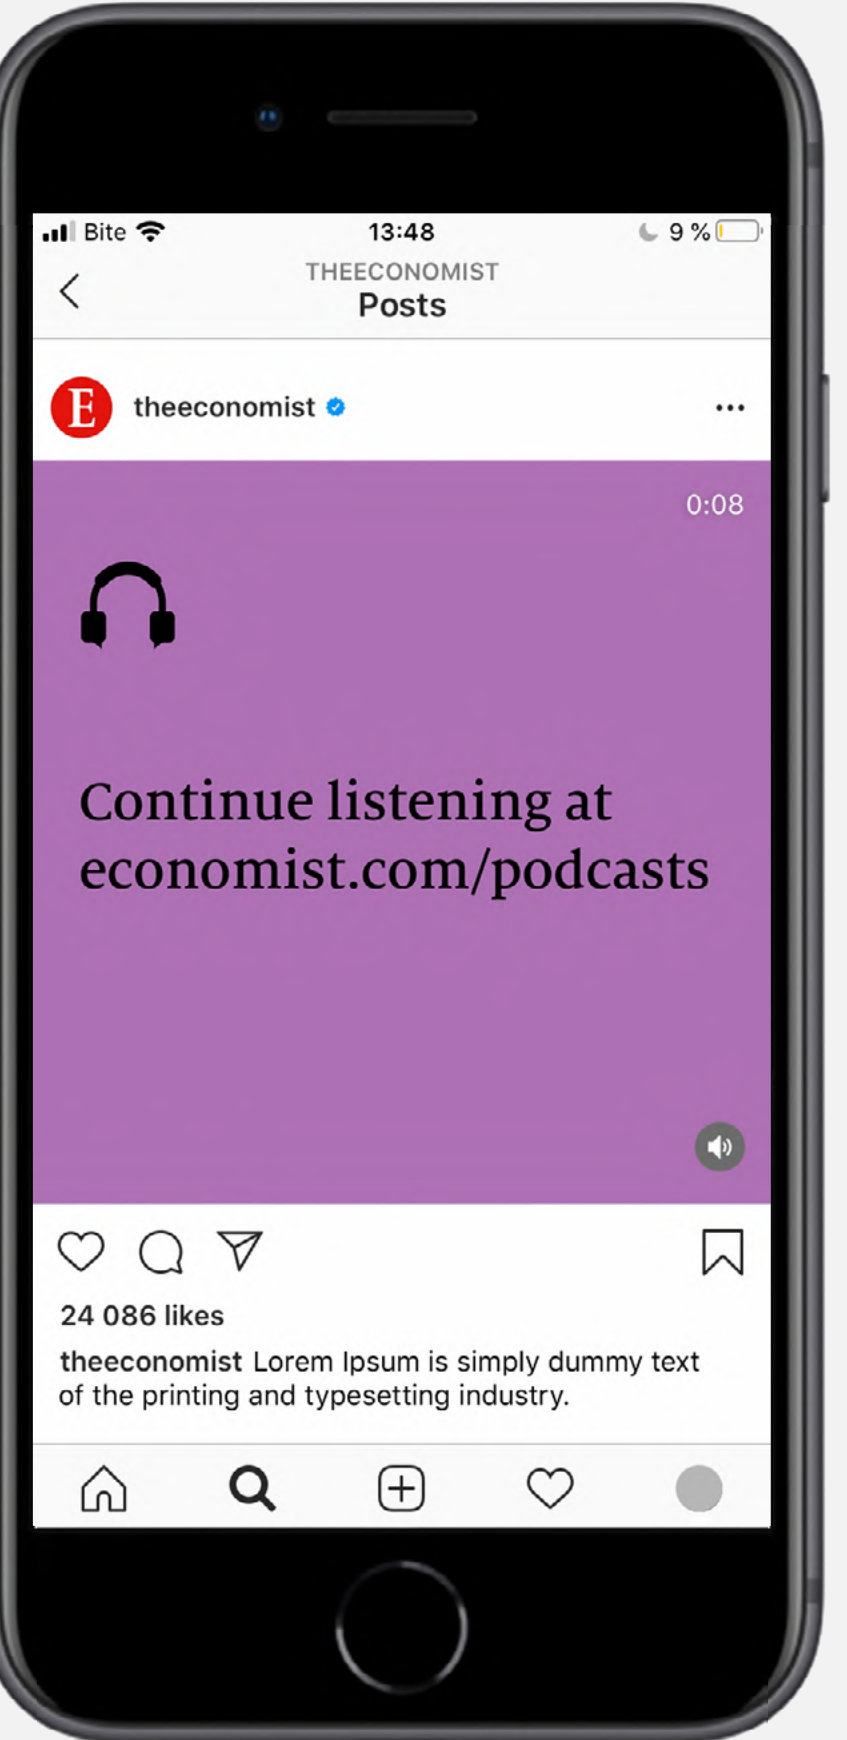 Bite 13:48 9 %
THEECONOMIST
Posts
E theeconomist
0:08
Continue listening at
economist.com/podcasts
24 086 likes
theeconomist Lorem Ipsum is simply dummy text
of the printing and typesetting industry.